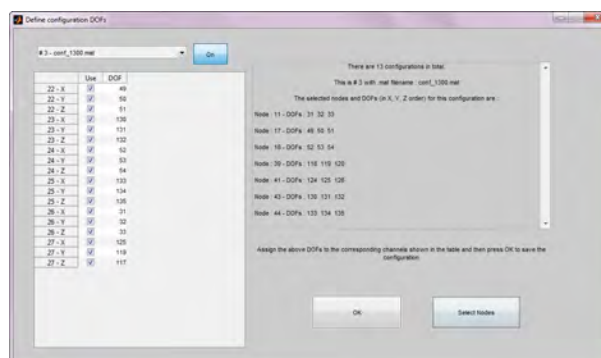 Define configuration DOFs
# 3 - conf_1300.mat
On
There are 13 configurations in total.
This is # 3 with .mat filename : conf_1300.mat
The selected nodes and DOFs (in X, Y, Z order) for this configuration are :
Node : 11 - DOFs : 31 32 33
Node : 17 - DOFs : 49 50 51
Node : 18 - DOFs : 52 53 54
Node : 39 - DOFs : 118 119 120
Node : 41 - DOFs : 124 125 126
Node : 43 - DOFs : 130 131 132
Node : 44 - DOFs : 133 134 135
Use DOF
22 - X 49
22 - Y 50
22 - Z 51
23 - X 130
23 - Y 131
23 - Z 132
24 - X 52
24 - Y 53
24 - Z 54
25 - X 133
25 - Y 134
25 - Z 135
26 - X 31
26 - Y 32
26 - Z 33
27 - X 125
27 - Y 119
27 - Z 117
Assign the above DOFs to the corresponding channels shown in the table and then press OK to save the
configuration.
OK
Select Nodes